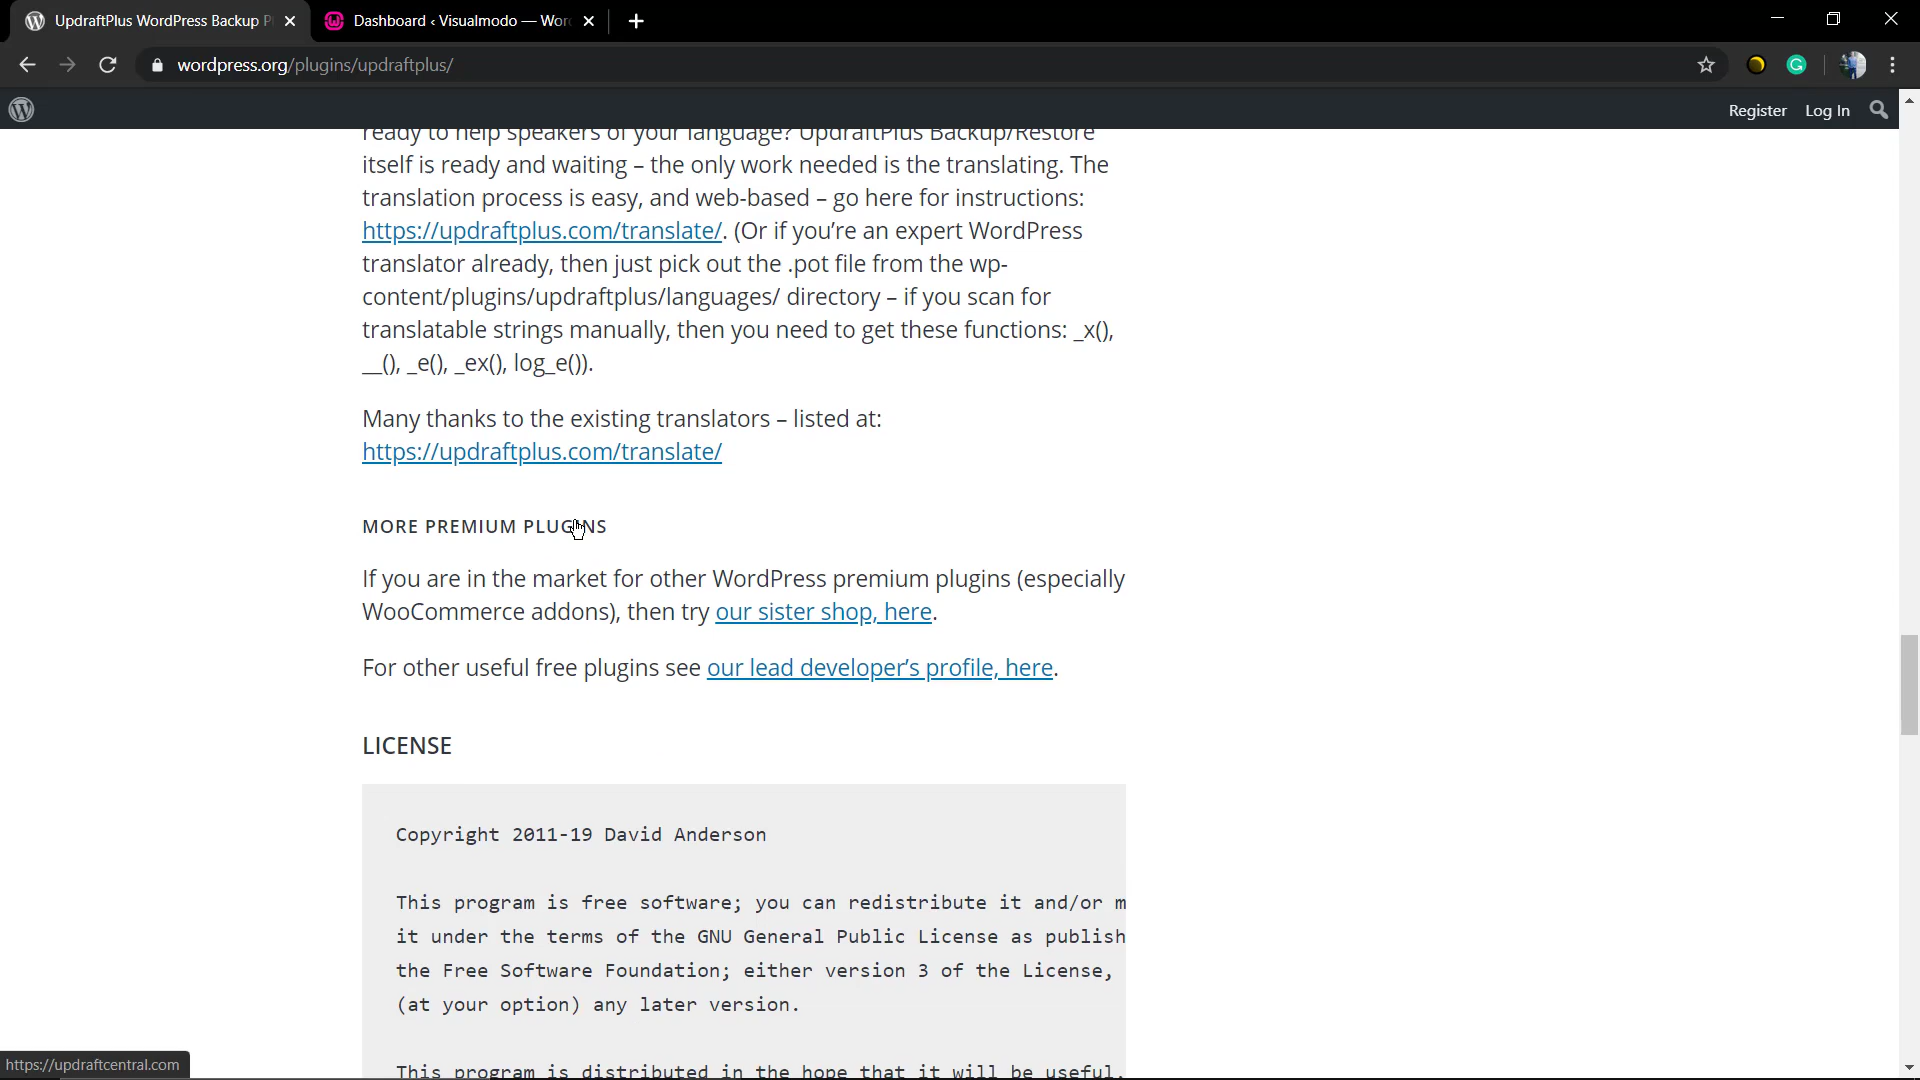 UpdraftPlus WordPress Backup P
Dashboard ‹ Visualmodo — Wor
wordpress.org/plugins/updraftplus/
Register Log In
ready to help speakers of your language? UpdraftPlus Backup/Restore
itself is ready and waiting – the only work needed is the translating. The
translation process is easy, and web-based – go here for instructions:
https://updraftplus.com/translate/. (Or if you’re an expert WordPress
translator already, then just pick out the .pot file from the wp-
content/plugins/updraftplus/languages/ directory – if you scan for
translatable strings manually, then you need to get these functions: _x(),
__(), _e(), _ex(), log_e()).
Many thanks to the existing translators – listed at:
https://updraftplus.com/translate/
MORE PREMIUM PLUGINS
If you are in the market for other WordPress premium plugins (especially
WooCommerce addons), then try our sister shop, here.
For other useful free plugins see our lead developer’s profile, here.
LICENSE
Copyright 2011-19 David Anderson
This program is free software; you can redistribute it and/or m
it under the terms of the GNU General Public License as publish
the Free Software Foundation; either version 3 of the License,
(at your option) any later version.
This program is distributed in the hope that it will be useful,
https://updraftcentral.com